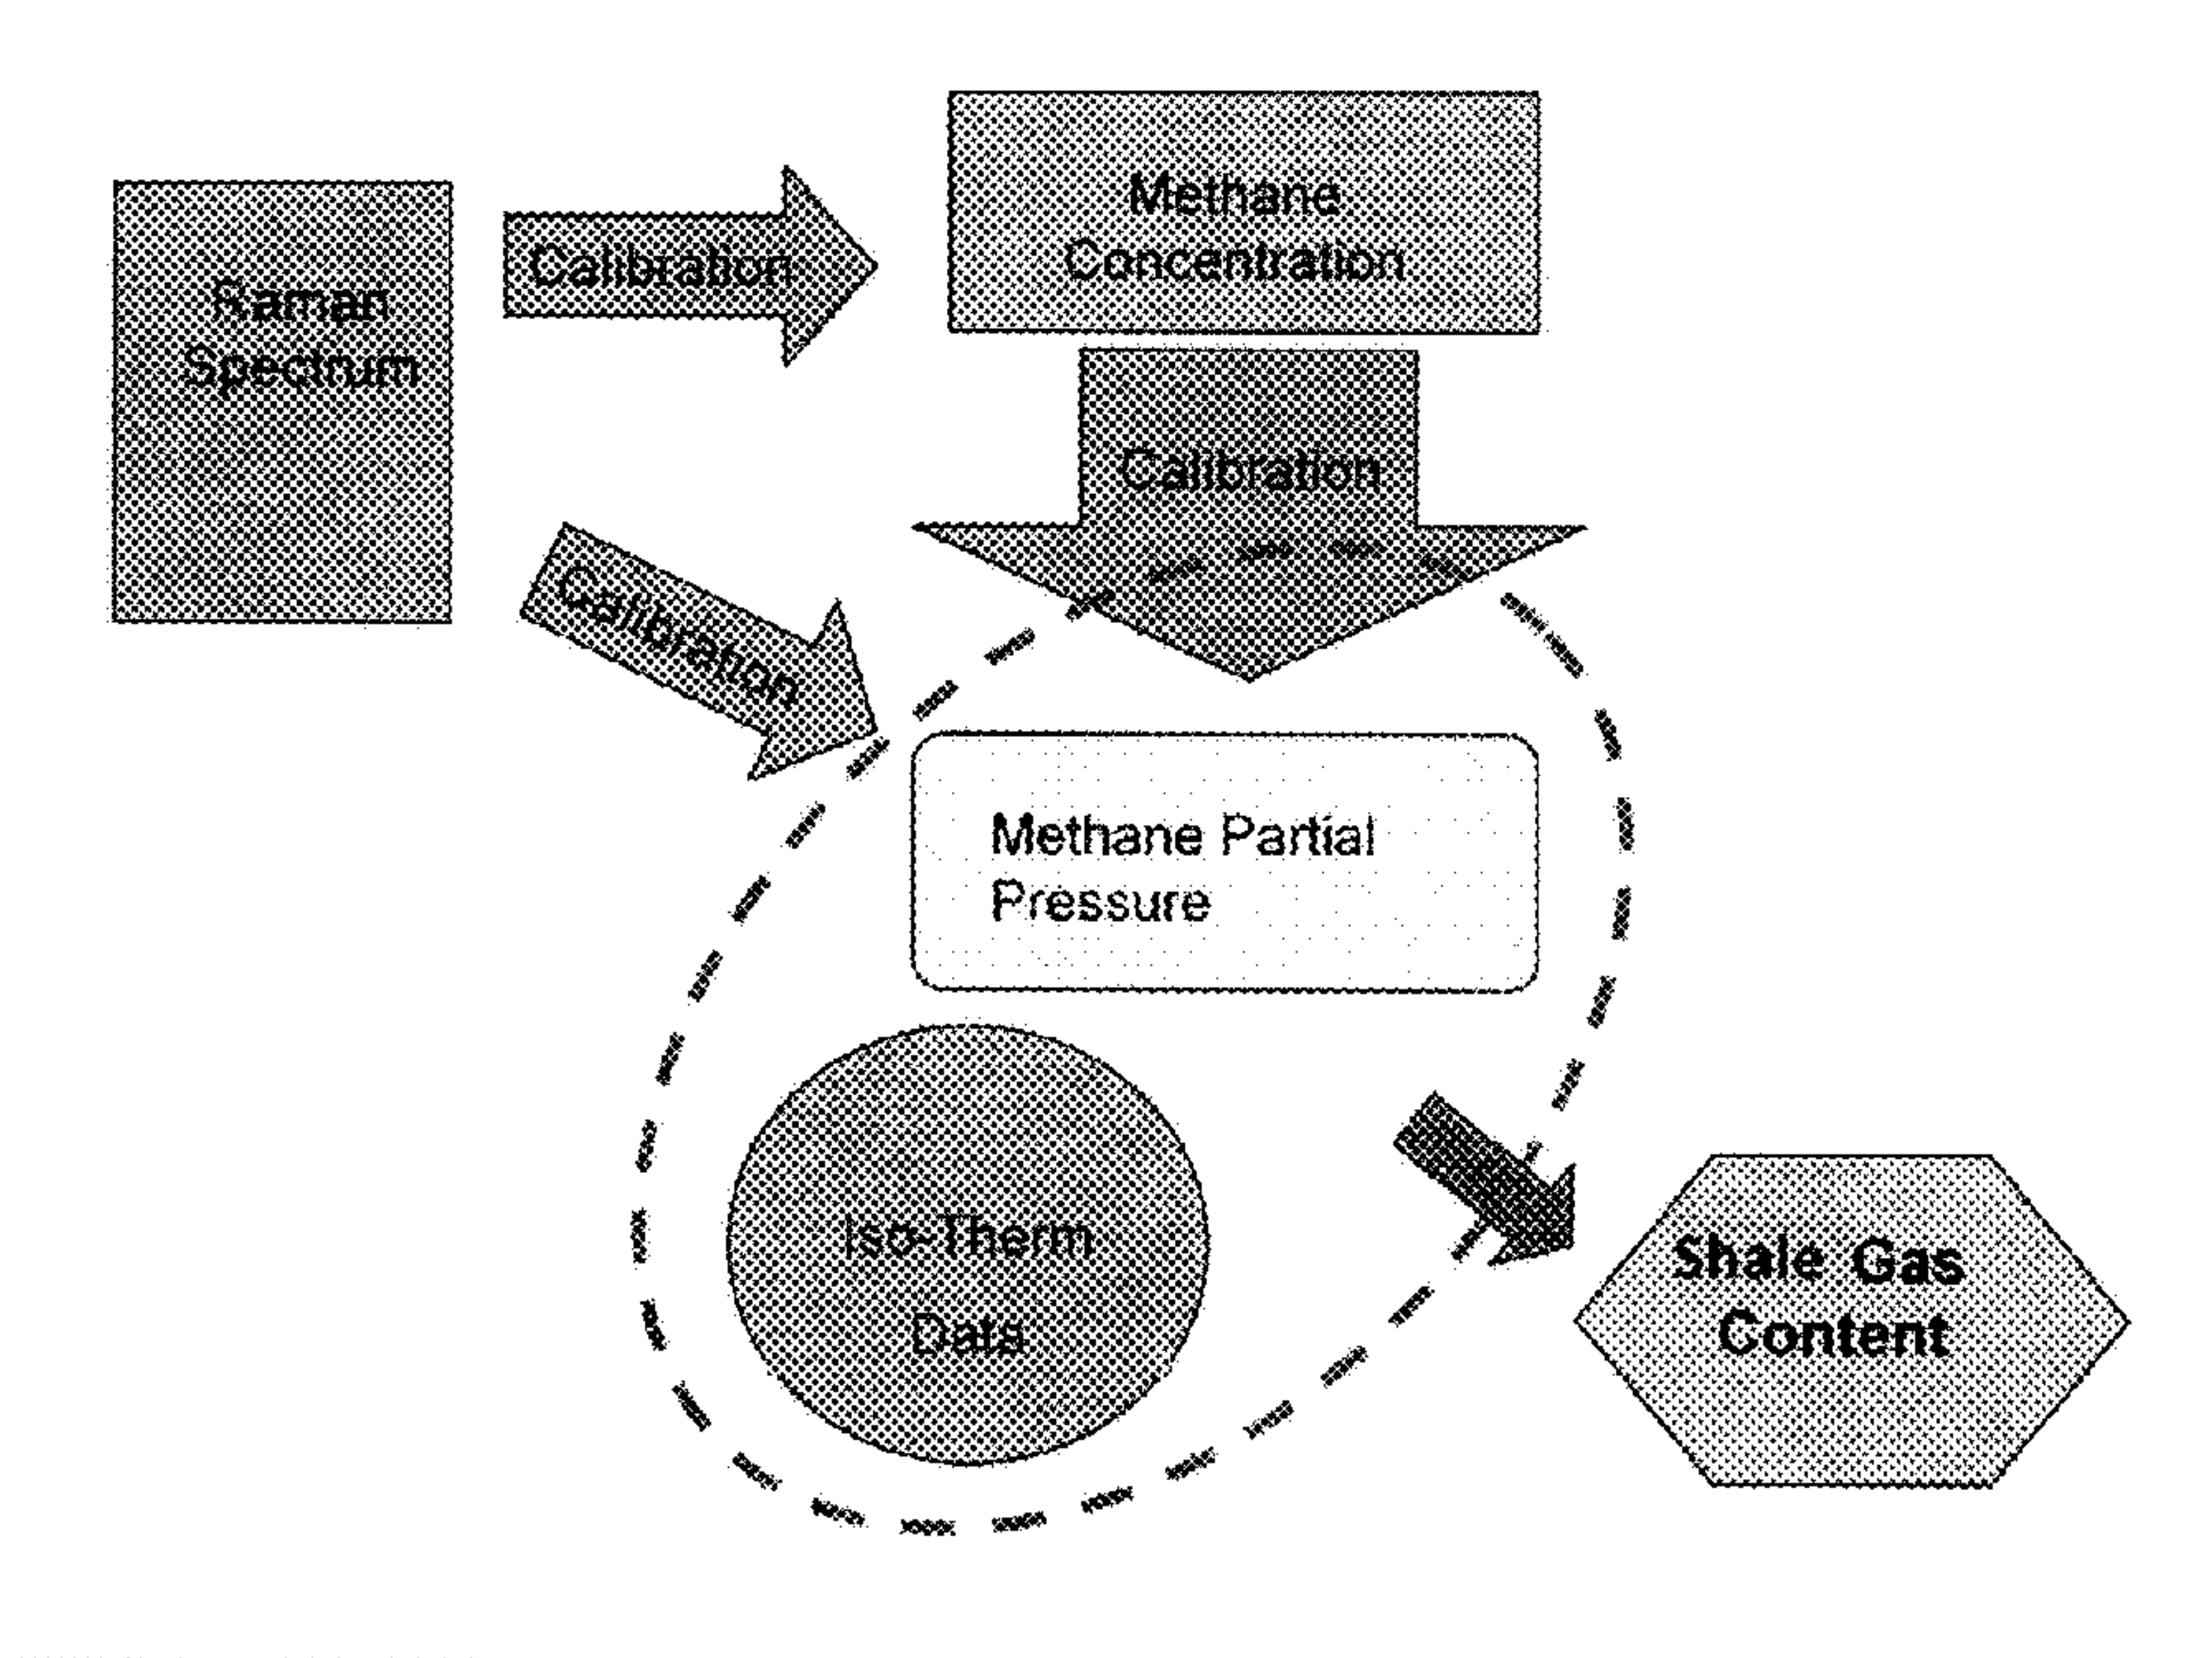 Raman
Spectrum
Calibration
Methane
Concentration
Calibration
Calibration
Methane Partial
Pressure
Iso-Therm
Data
Shale Gas
Content